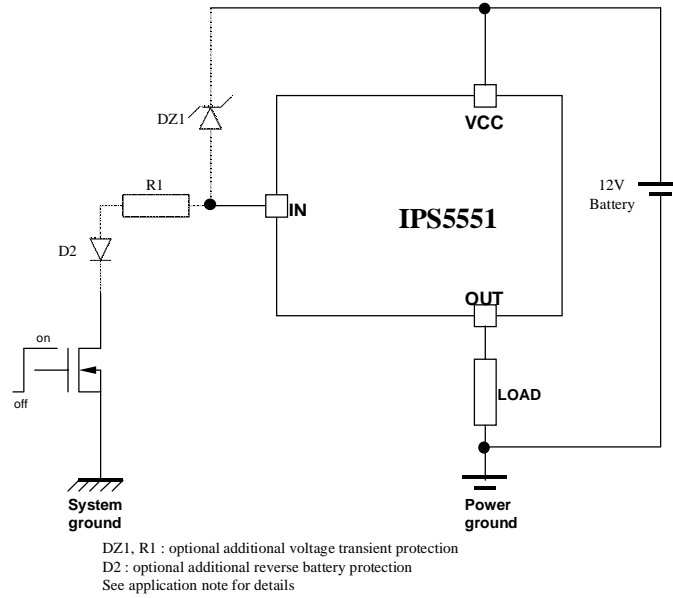 DZ1
VCC
R1
12V
Battery
IN
IPS5551
D2
OUT
on
off
LOAD
System
ground
Power
ground
DZ1, R1 : optional additional voltage transient protection
D2 : optional additional reverse battery protection
See application note for details